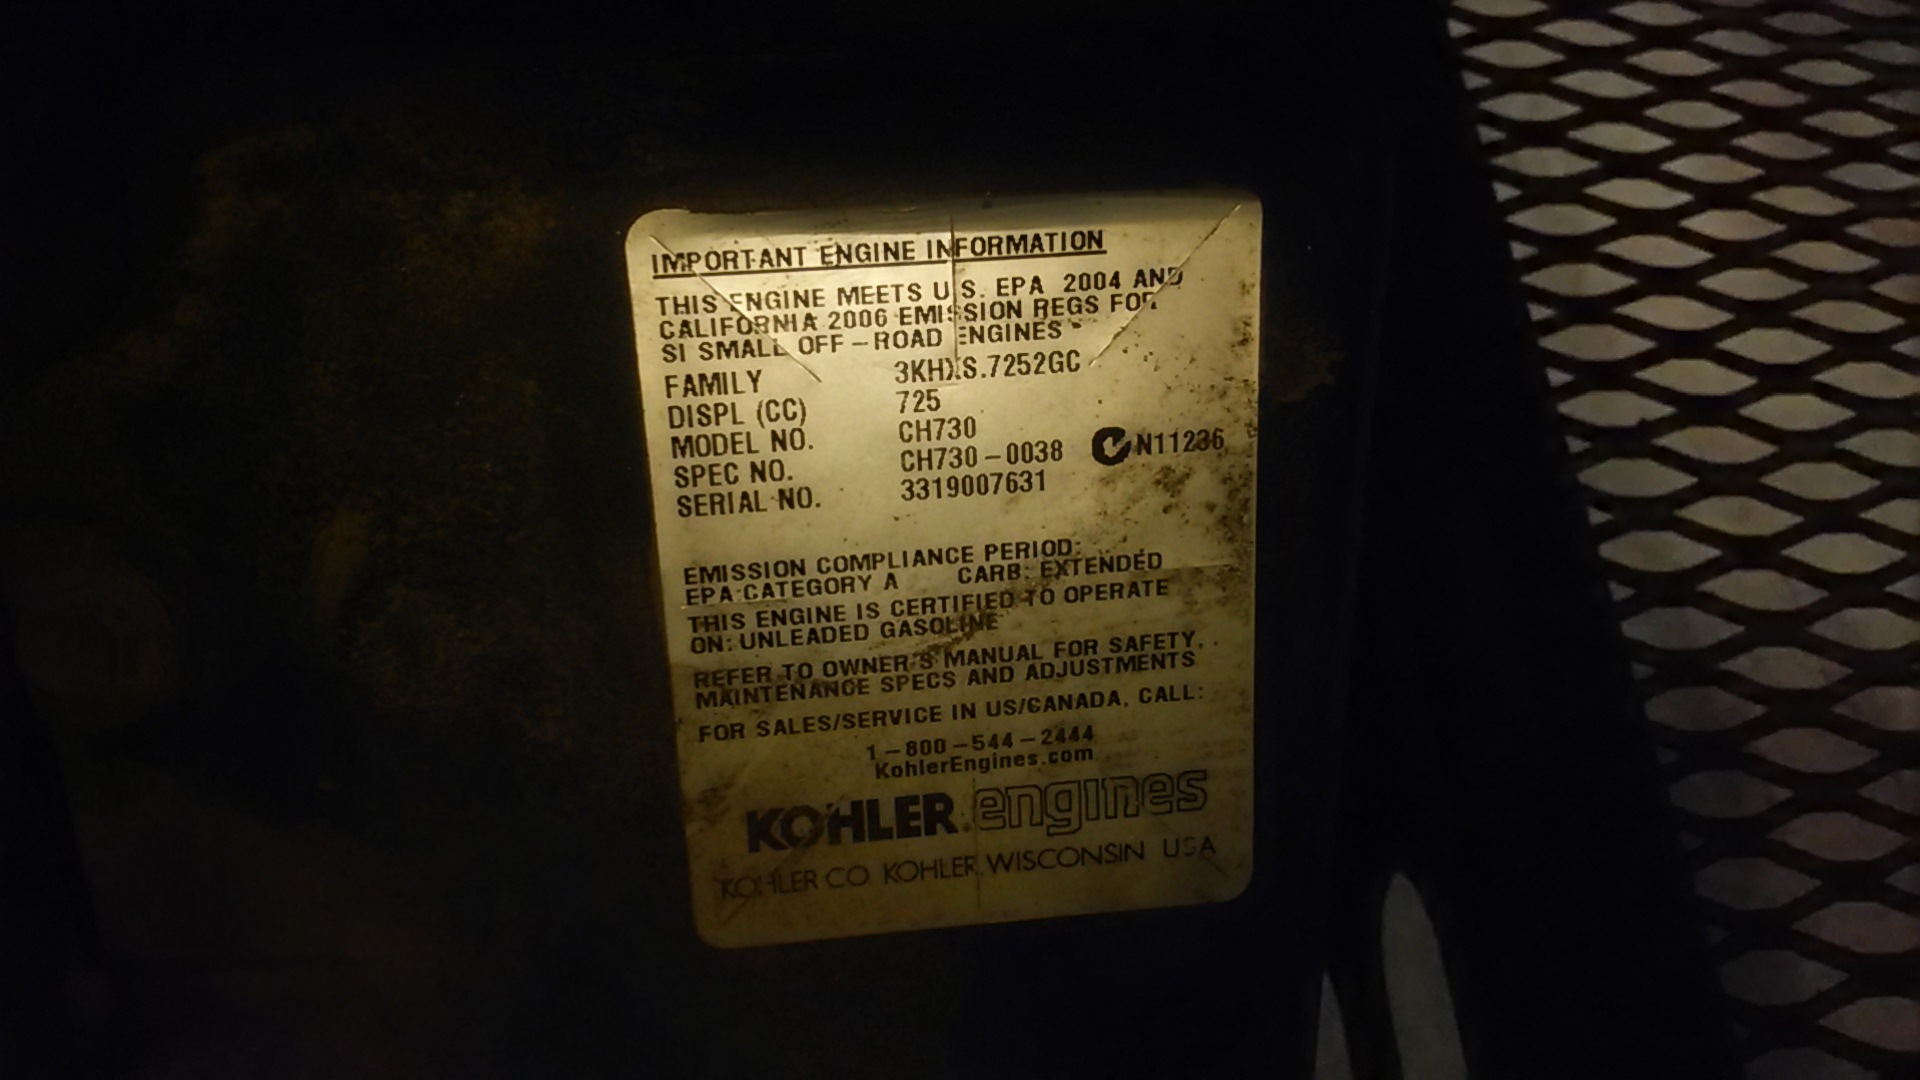 IMPORTANT ENGINE INFORMATION
THIS ENGINE MEETS U.S. EPA 2004 AND
CALIFORNIA 2006 EMISSION REGS FOR
SI SMALL OFF-ROAD ENGINES
FAMILY 3KHXS.7252GC
DISPL (CC) 725
MODEL NO. CH730
SPEC NO. CH730-0038 N11236
SERIAL NO. 3319007631
EMISSION COMPLIANCE PERIOD:
EPA:CATEGORY A CARB: EXTENDED
THIS ENGINE IS CERTIFIED TO OPERATE
ON: UNLEADED GASOLINE
REFER TO OWNER'S MANUAL FOR SAFETY,
MAINTENANCE SPECS AND ADJUSTMENTS
FOR SALES/SERVICE IN US/CANADA, CALL:
1-800-544-2444
KohlerEngines.com
KOHLER engines
KOHLER CO. KOHLER, WISCONSIN USA